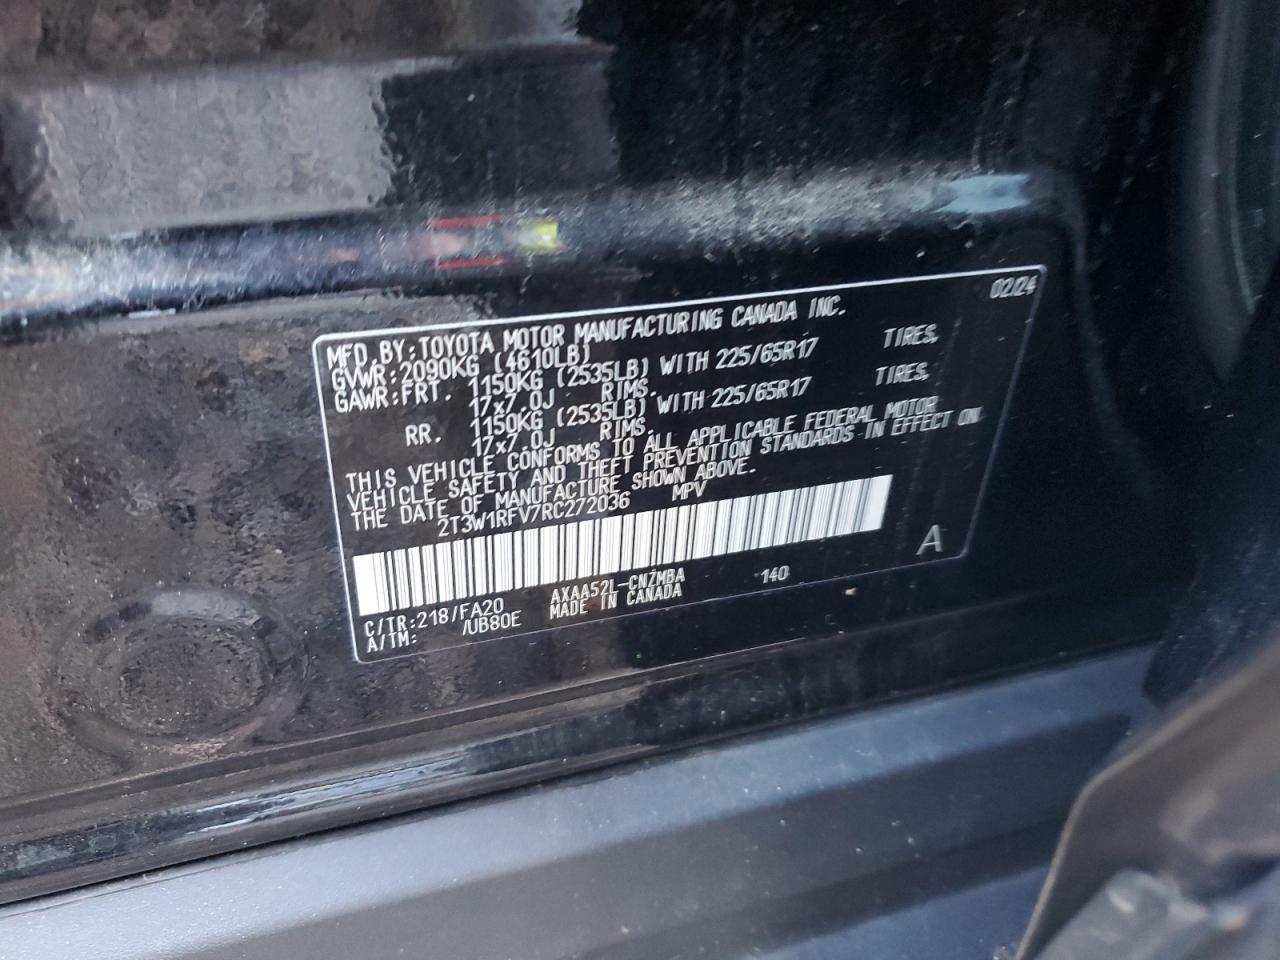 02/24
MFD. BY: TOYOTA MOTOR MANUFACTURING CANADA INC.
GVWR: 2090KG (4610LB)
GAWR: FRT. 1150KG (2535LB) WITH 225/65R17 TIRES,
17x7.0J RIMS.
RR. 1150KG (2535LB) WITH 225/65R17 TIRES,
17x7.0J RIMS.
THIS VEHICLE CONFORMS TO ALL APPLICABLE FEDERAL MOTOR
VEHICLE SAFETY AND THEFT PREVENTION STANDARDS IN EFFECT ON
THE DATE OF MANUFACTURE SHOWN ABOVE.
2T3W1RFV7RC272036 MPV
A
C/TR: 218/FA20 AXAA52L-CNZMBA 140
A/TM: /UB80E MADE IN CANADA